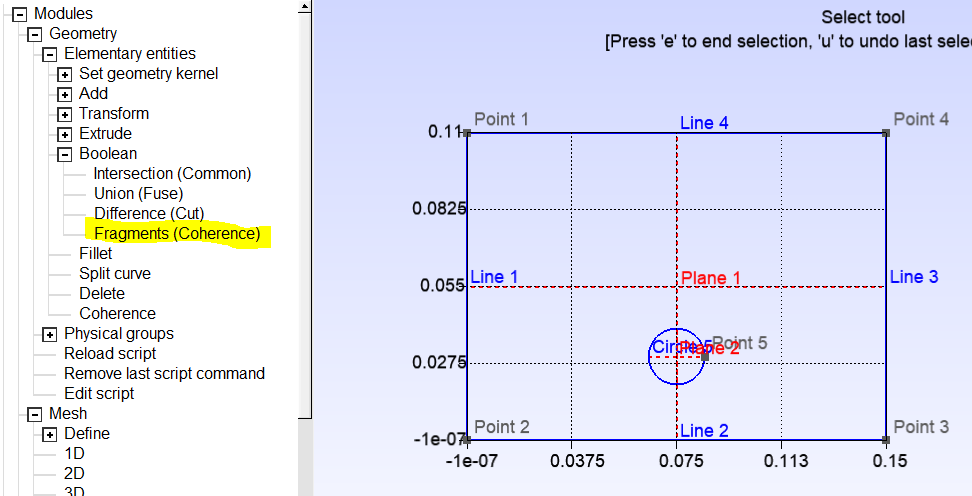 Modules
Geometry
Elementary entities
Set geometry kernel
Add
Transform
Extrude
Boolean
Intersection (Common)
Union (Fuse)
Difference (Cut)
Fragments (Coherence)
Fillet
Split curve
Delete
Coherence
Physical groups
Reload script
Remove last script command
Edit script
Mesh
Define
1D
2D
3D
Select tool
[Press 'e' to end selection, 'u' to undo last selec
Point 1
Line 4
Point 4
0.11
0.0825
Line 1
Plane 1
Line 3
0.055
Circle 5
Plane 2
Point 5
0.0275
Point 2
Line 2
Point 3
-1e-07
-1e-07 0.0375 0.075 0.113 0.15